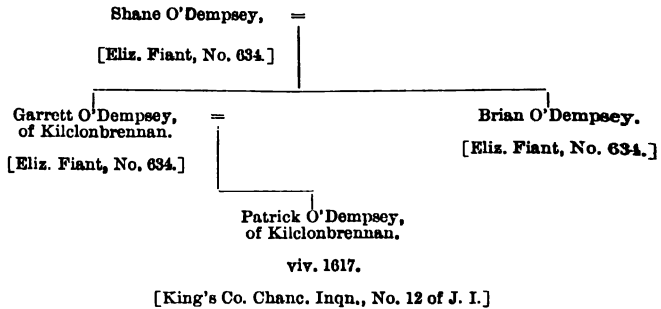 Shane O'Dempsey, =
[Eliz. Fiant, No. 634.]
Garrett O'Dempsey, =
of Kilclonbrennan.
[Eliz. Fiant, No. 634.]
Brian O'Dempsey.
[Eliz. Fiant, No. 634.]
Patrick O'Dempsey,
of Kilclonbrennan.
viv. 1617.
[King's Co. Chanc. Inqn., No. 12 of J. I.]